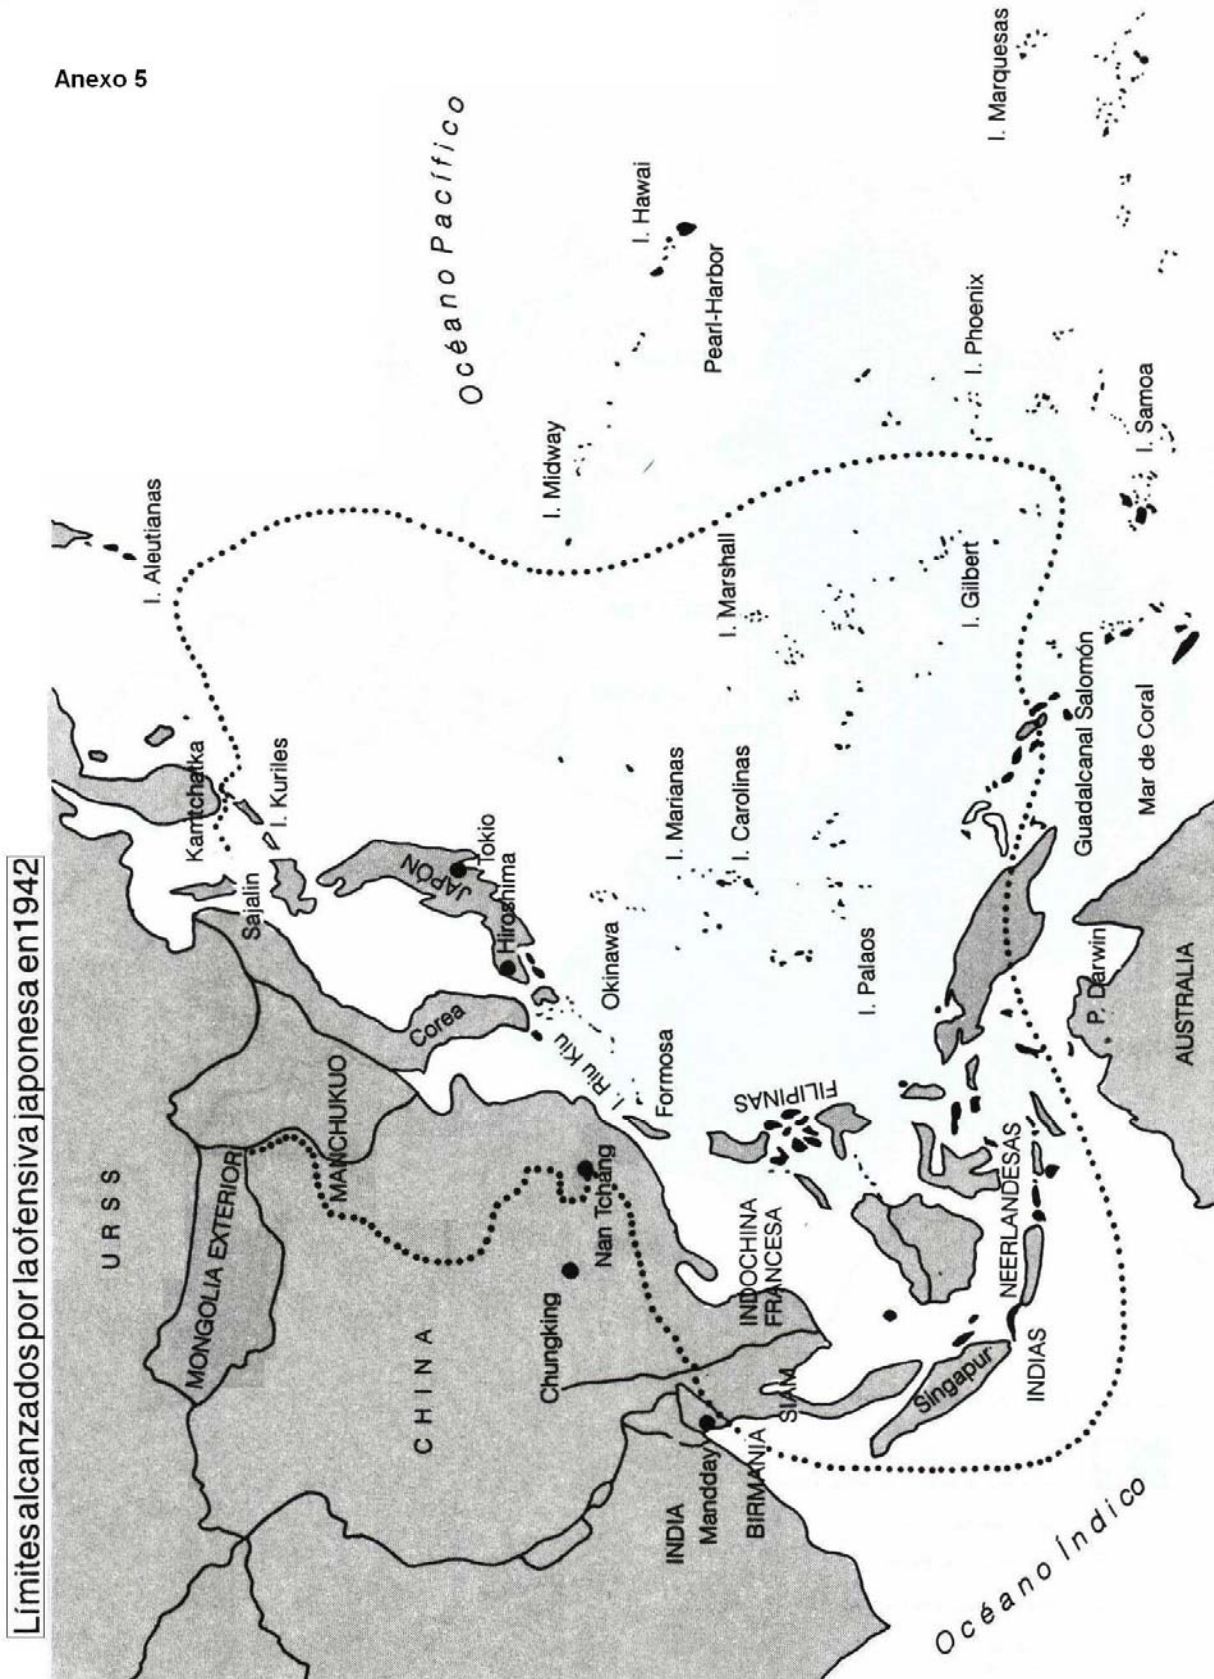 Anexo 5
Límites alcanzados por la ofensiva japonesa en 1942
URSS
MONGOLIA EXTERIOR
MANCHUKUO
CHINA
Chungking
Nan Tchang
INDIA
Mandday
BIRMANIA
SIAM
INDOCHINA
FRANCESA
Singapur
INDIAS
NEERLANDESAS
Océano Índico
Kamtchatka
Sajalin
I. Kuriles
I. Aleutianas
JAPÓN
Tokio
Hiroshima
Corea
I. Riu Kiu
Okinawa
Formosa
FILIPINAS
I. Palaos
I. Marianas
I. Carolinas
I. Marshall
I. Gilbert
I. Midway
Océano Pacífico
I. Hawai
Pearl-Harbor
I. Phoenix
I. Samoa
I. Marquesas
Guadalcanal Salomón
Mar de Coral
P. Darwin
AUSTRALIA